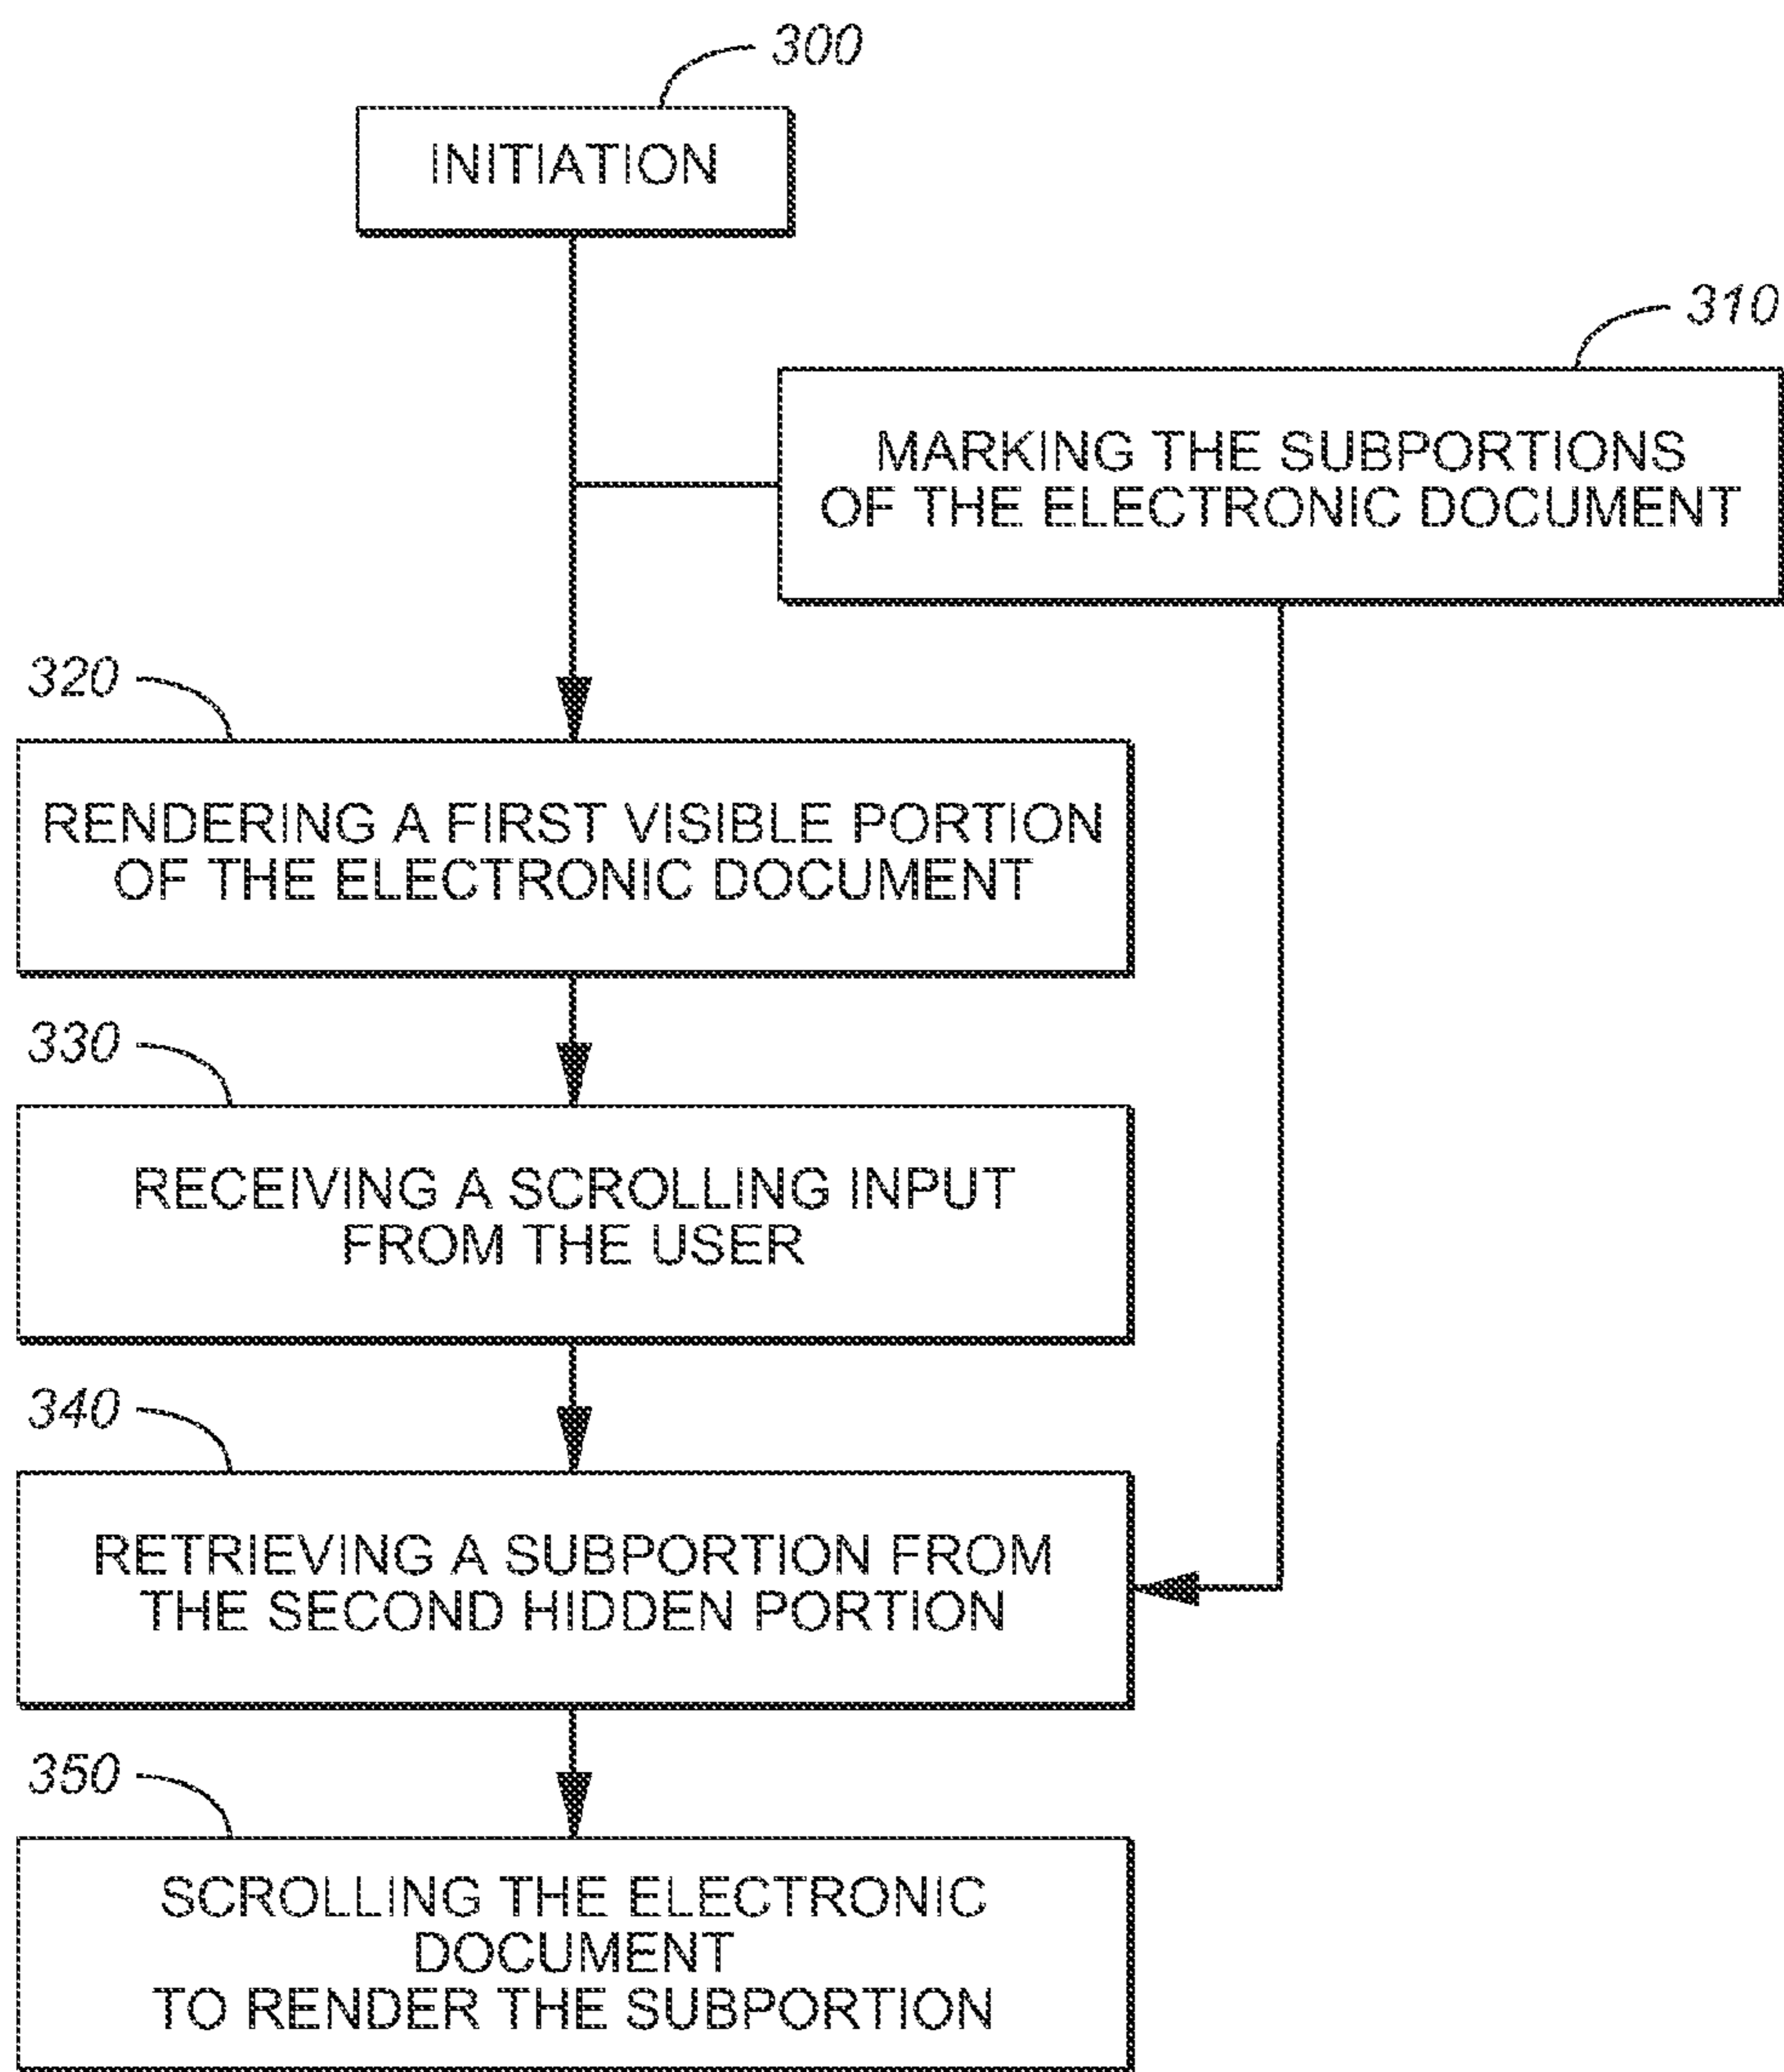 300
INITIATION
310
MARKING THE SUBPORTIONS
OF THE ELECTRONIC DOCUMENT
320
RENDERING A FIRST VISIBLE PORTION
OF THE ELECTRONIC DOCUMENT
330
RECEIVING A SCROLLING INPUT
FROM THE USER
340
RETRIEVING A SUBPORTION FROM
THE SECOND HIDDEN PORTION
350
SCROLLING THE ELECTRONIC
DOCUMENT
TO RENDER THE SUBPORTION